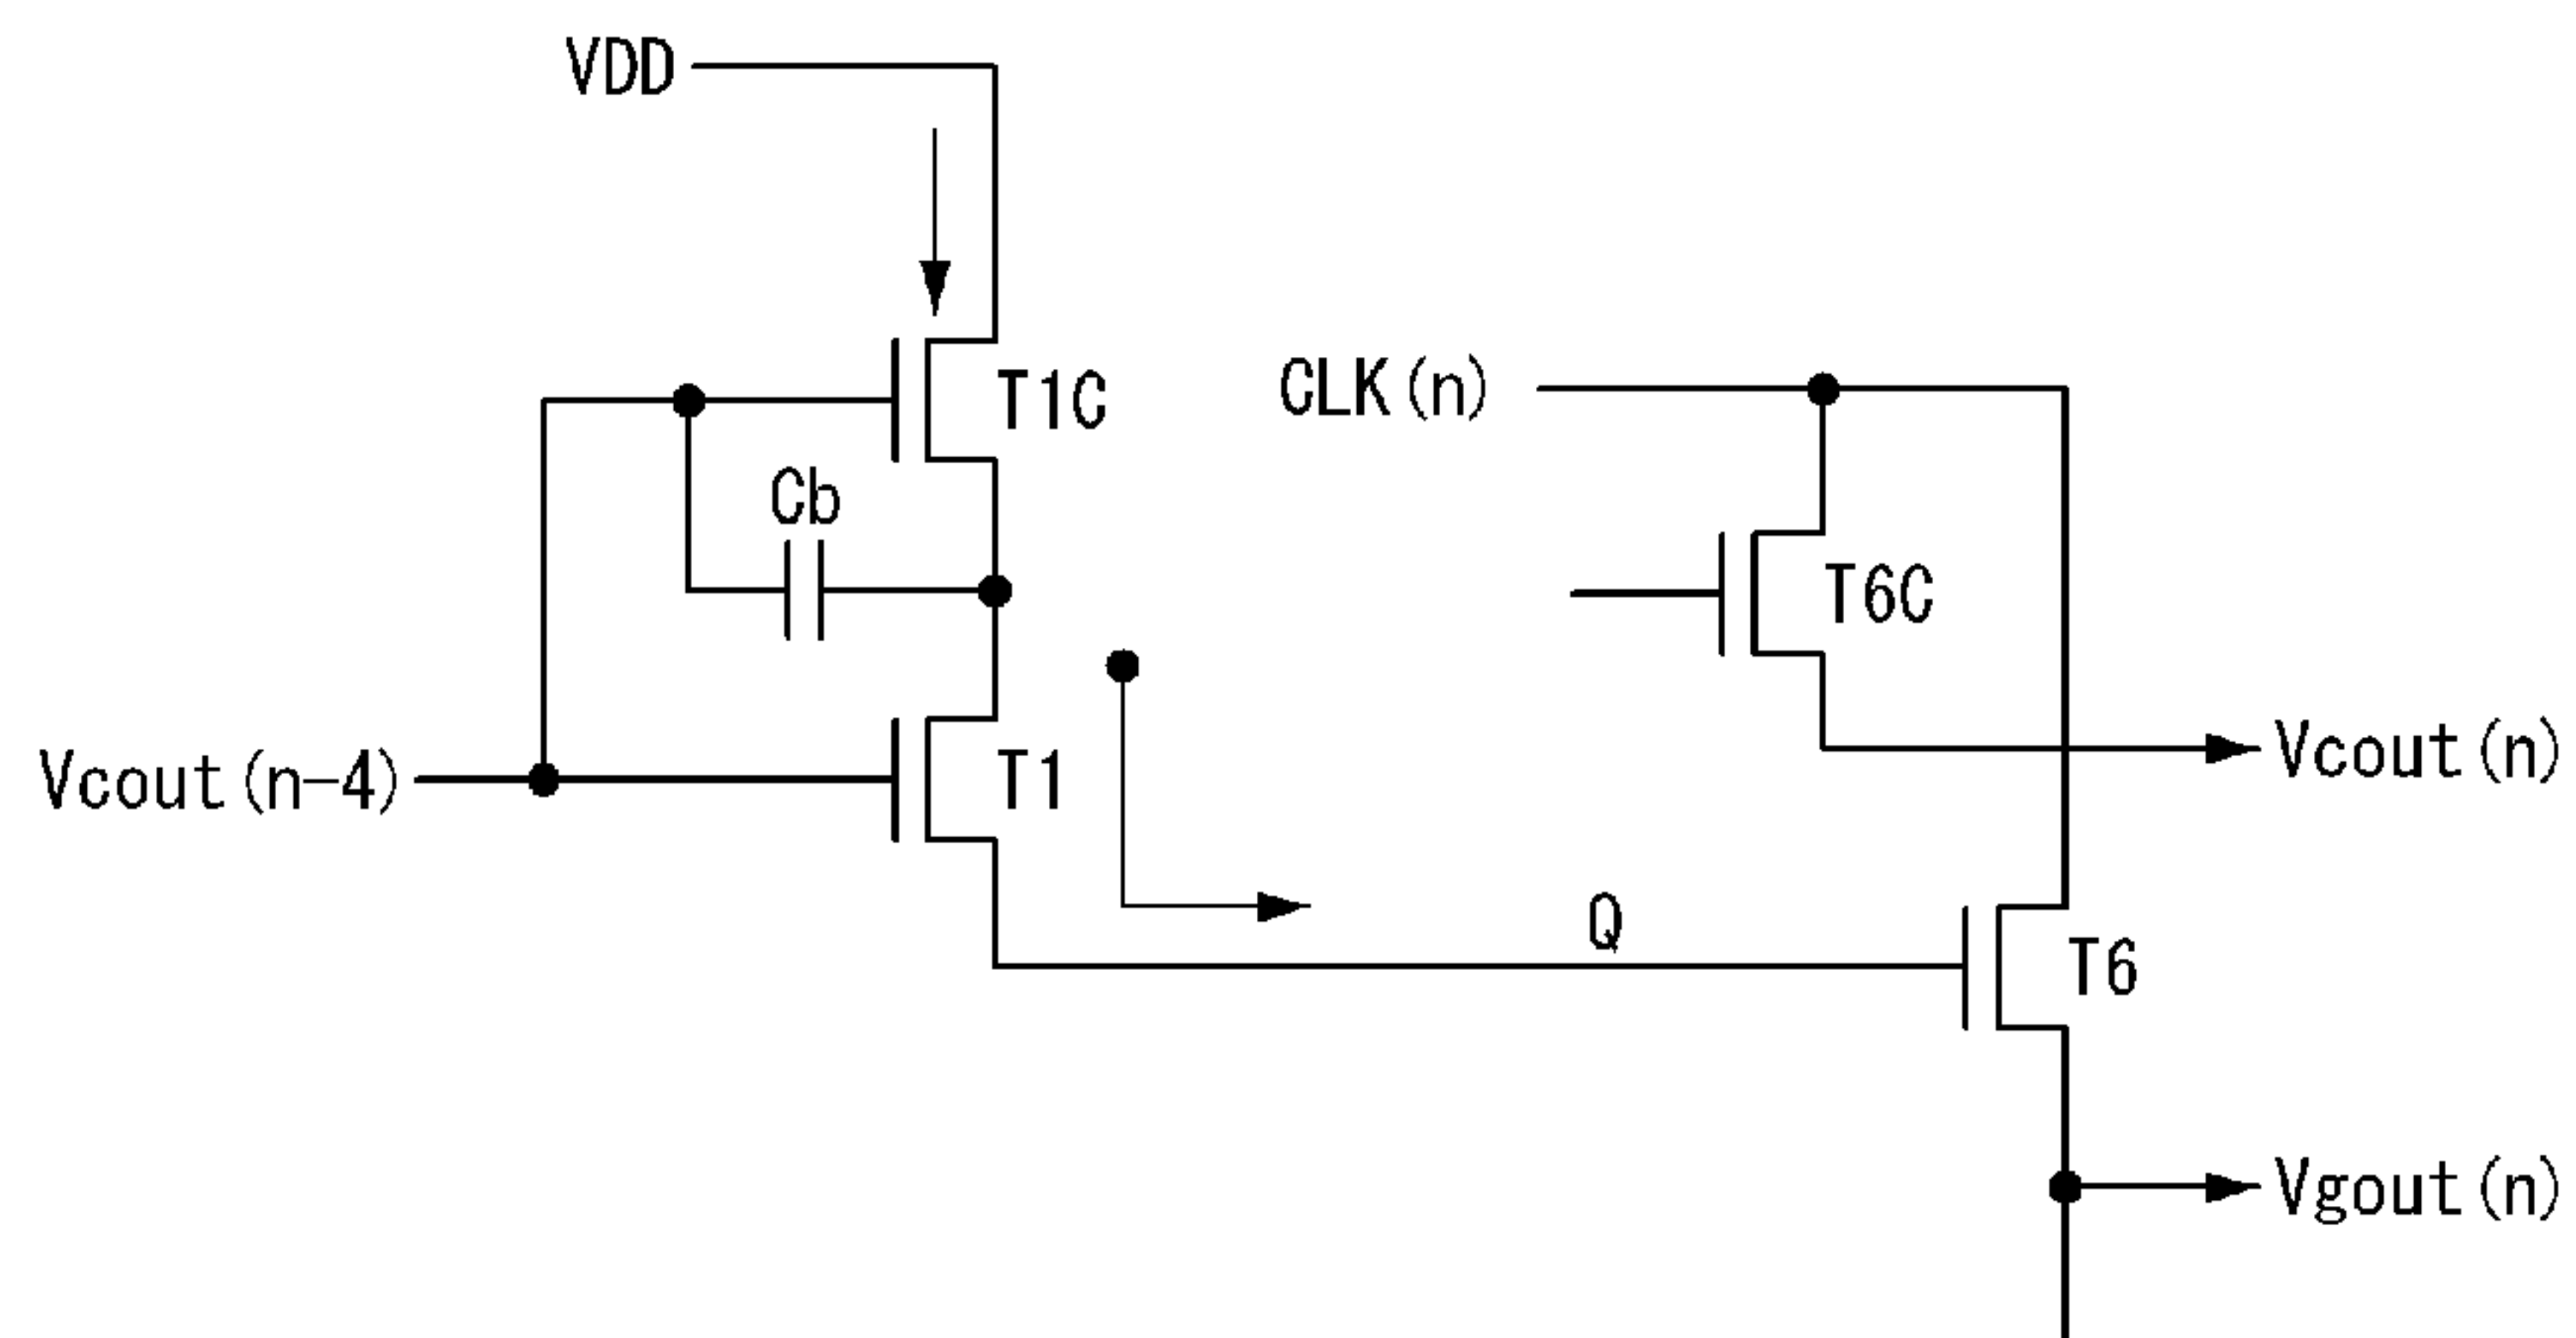 VDD
T1C
CLK(n)
Cb
T6C
Vcout(n-4)
T1
Vcout(n)
Q
T6
Vgout(n)